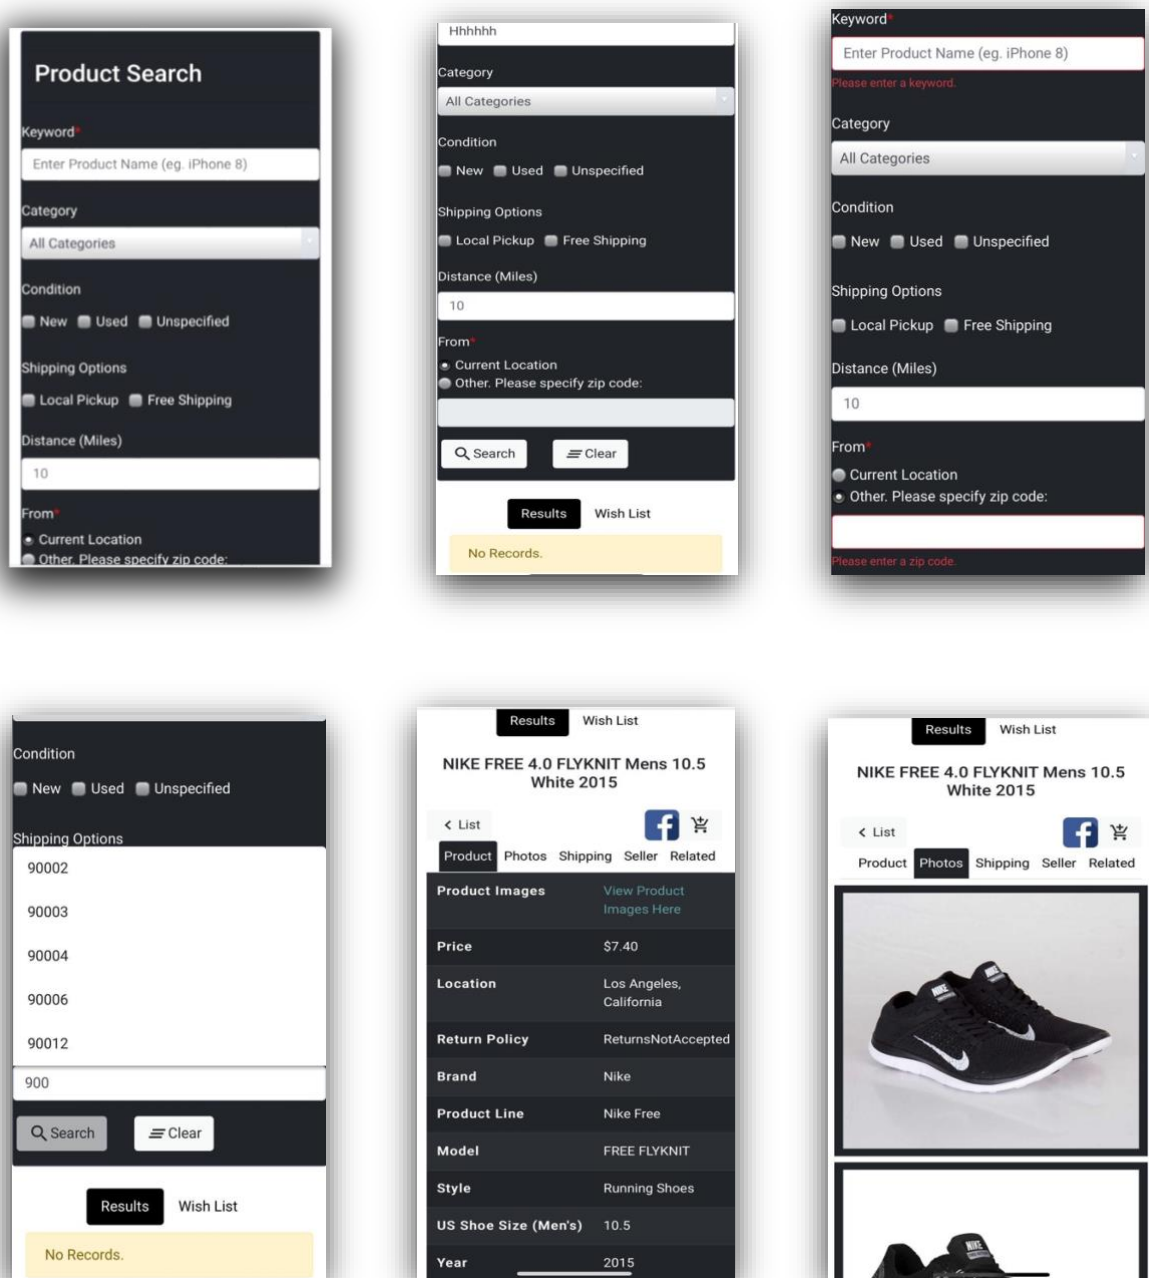 Product Search
Keyword*
Enter Product Name (eg. iPhone 8)
Category
All Categories
Condition
New Used Unspecified
Shipping Options
Local Pickup Free Shipping
Distance (Miles)
10
From*
Current Location
Other. Please specify zip code:
Hhhhhh
Category
All Categories
Condition
New Used Unspecified
Shipping Options
Local Pickup Free Shipping
Distance (Miles)
10
From*
Current Location
Other. Please specify zip code:
Search Clear
Results Wish List
No Records.
Keyword*
Enter Product Name (eg. iPhone 8)
Please enter a keyword.
Category
All Categories
Condition
New Used Unspecified
Shipping Options
Local Pickup Free Shipping
Distance (Miles)
10
From*
Current Location
Other. Please specify zip code:
Please enter a zip code.
Condition
New Used Unspecified
Shipping Options
90002
90003
90004
90006
90012
900
Search Clear
Results Wish List
No Records.
Results Wish List
NIKE FREE 4.0 FLYKNIT Mens 10.5
White 2015
< List f
Product Photos Shipping Seller Related
Product Images View Product
Images Here
Price $7.40
Location Los Angeles,
California
Return Policy ReturnsNotAccepted
Brand Nike
Product Line Nike Free
Model FREE FLYKNIT
Style Running Shoes
US Shoe Size (Men's) 10.5
Year 2015
Results Wish List
NIKE FREE 4.0 FLYKNIT Mens 10.5
White 2015
< List f
Product Photos Shipping Seller Related
NIKE
NIKE
NIKE